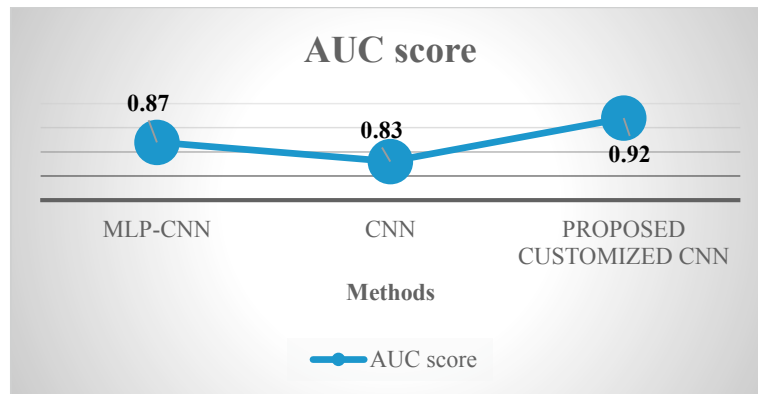 AUC score
0.87
0.83
0.92
MLP-CNN
CNN
PROPOSED
CUSTOMIZED CNN
Methods
AUC score